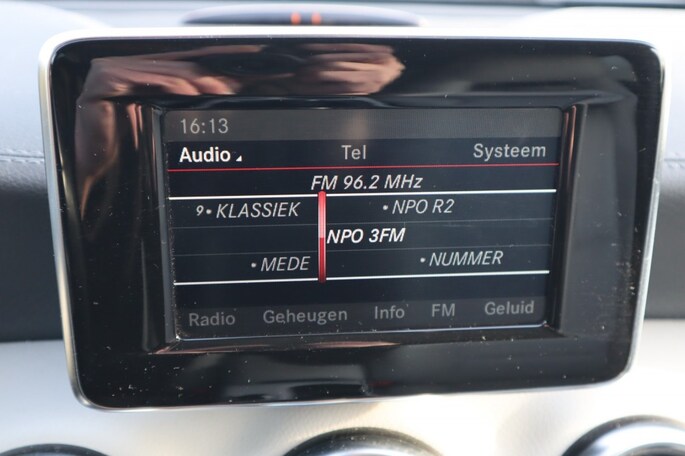 16:13
Audio Tel Systeem
FM 96.2 MHz
9• KLASSIEK • NPO R2
NPO 3FM
• MEDE • NUMMER
Radio Geheugen Info FM Geluid